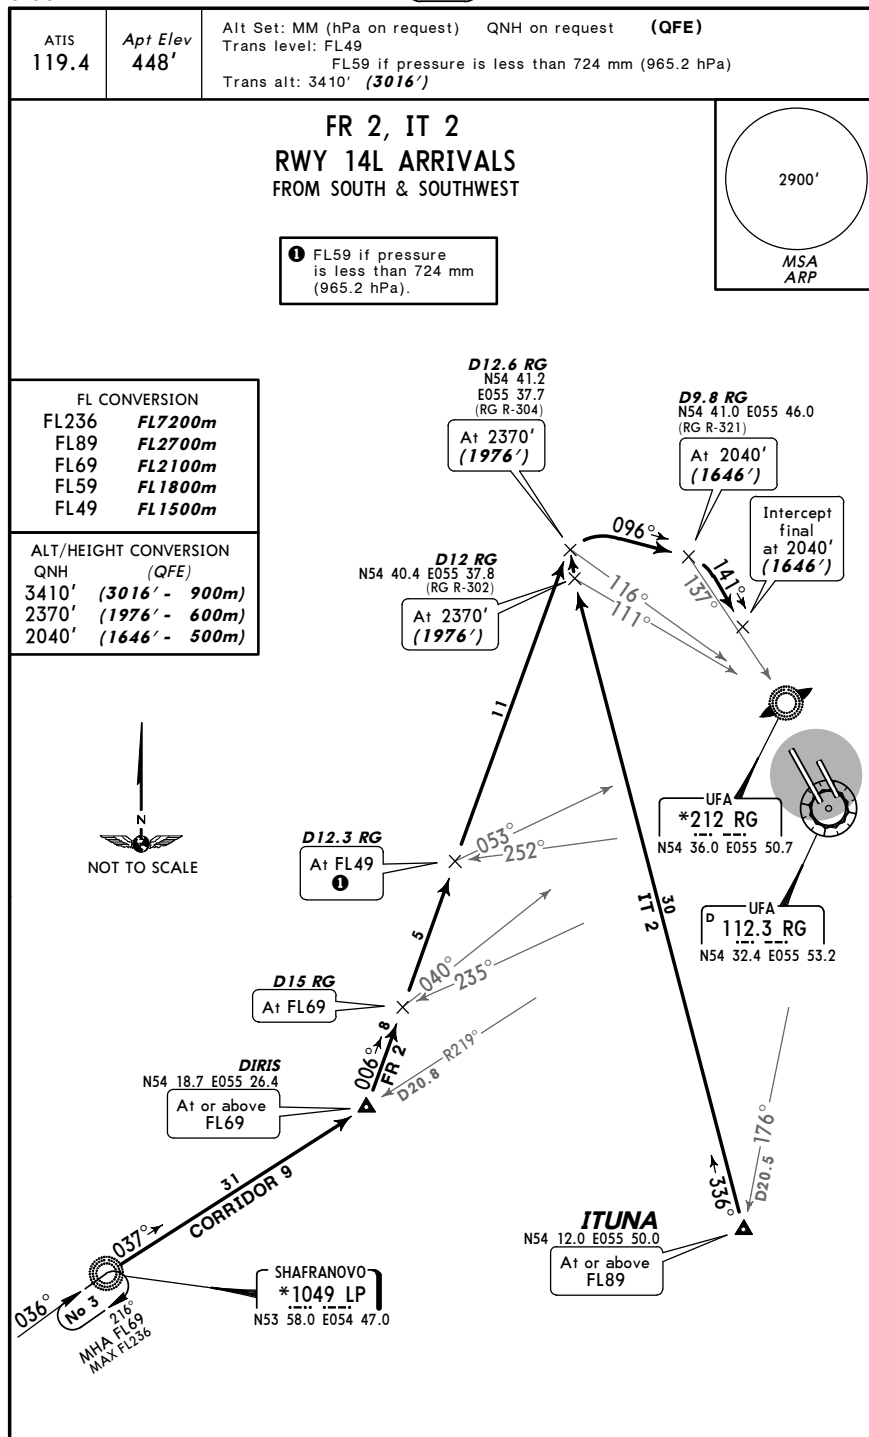 ATIS
119.4
Apt Elev
448'
Alt Set: MM (hPa on request) QNH on request (QFE)
Trans level: FL49
FL59 if pressure is less than 724 mm (965.2 hPa)
Trans alt: 3410' (3016')
FR 2, IT 2
RWY 14L ARRIVALS
FROM SOUTH & SOUTHWEST
2900'
MSA
ARP
1 FL59 if pressure
is less than 724 mm
(965.2 hPa).
FL CONVERSION
FL236 FL7200m
FL89 FL2700m
FL69 FL2100m
FL59 FL1800m
FL49 FL1500m
ALT/HEIGHT CONVERSION
QNH (QFE)
3410' (3016' - 900m)
2370' (1976' - 600m)
2040' (1646' - 500m)
D12.6 RG
N54 41.2
E055 37.7
(RG R-304)
At 2370'
(1976')
D9.8 RG
N54 41.0 E055 46.0
(RG R-321)
At 2040'
(1646')
Intercept
final
at 2040'
(1646')
096°
141°
137°
116°
111°
D12 RG
N54 40.4 E055 37.8
(RG R-302)
At 2370'
(1976')
11
N
NOT TO SCALE
UFA
*212 RG
N54 36.0 E055 50.7
UFA
D 112.3 RG
N54 32.4 E055 53.2
D12.3 RG
At FL49
1
053°
252°
30
IT 2
5
D15 RG
At FL69
040°
235°
8
006°
FR 2
D20.8 R219°
DIRIS
N54 18.7 E055 26.4
At or above
FL69
176°
D20.5
336°
ITUNA
N54 12.0 E055 50.0
At or above
FL89
31
CORRIDOR 9
037°
036°
No 3
216°
MHA FL69
MAX FL236
SHAFRANOVO
*1049 LP
N53 58.0 E054 47.0